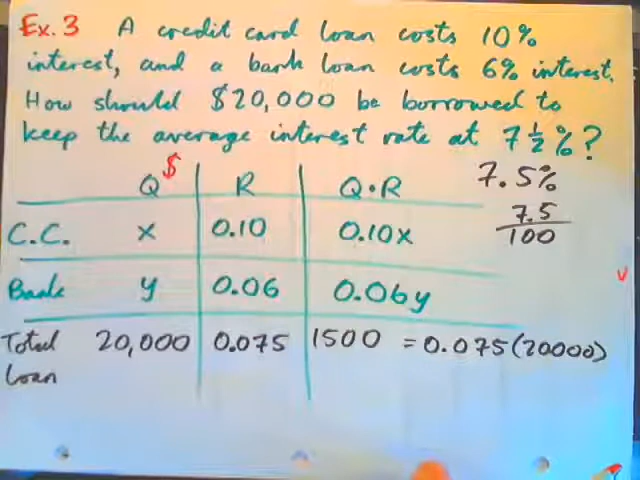 Ex. 3 A credit card loan costs 10%
interest, and a bank loan costs 6% interest.
How should $20,000 be borrowed to
keep the average interest rate at 7 1/2 %?
Q $ R Q·R 7.5%
7.5/100
C.C. x 0.10 0.10x
Bank y 0.06 0.06y
Total 20,000 0.075 1500 = 0.075(20000)
loan